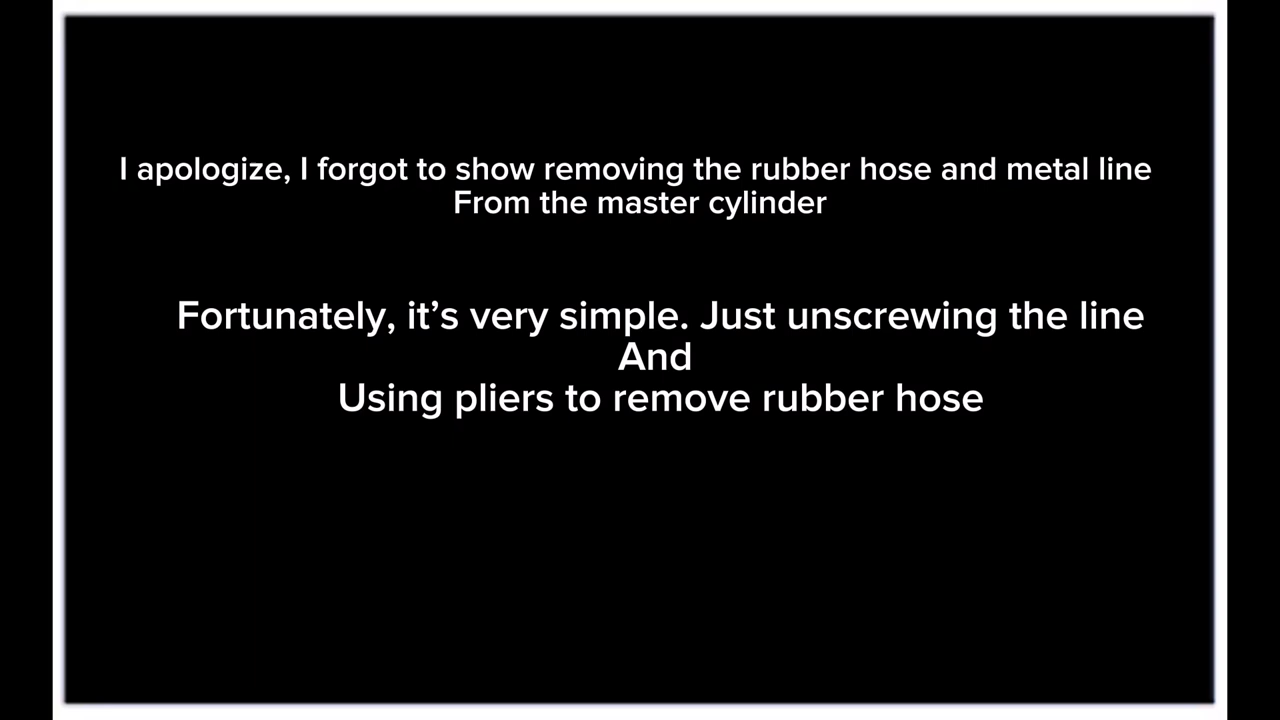 I apologize, I forgot to show removing the rubber hose and metal line
From the master cylinder
Fortunately, it’s very simple. Just unscrewing the line
And
Using pliers to remove rubber hose